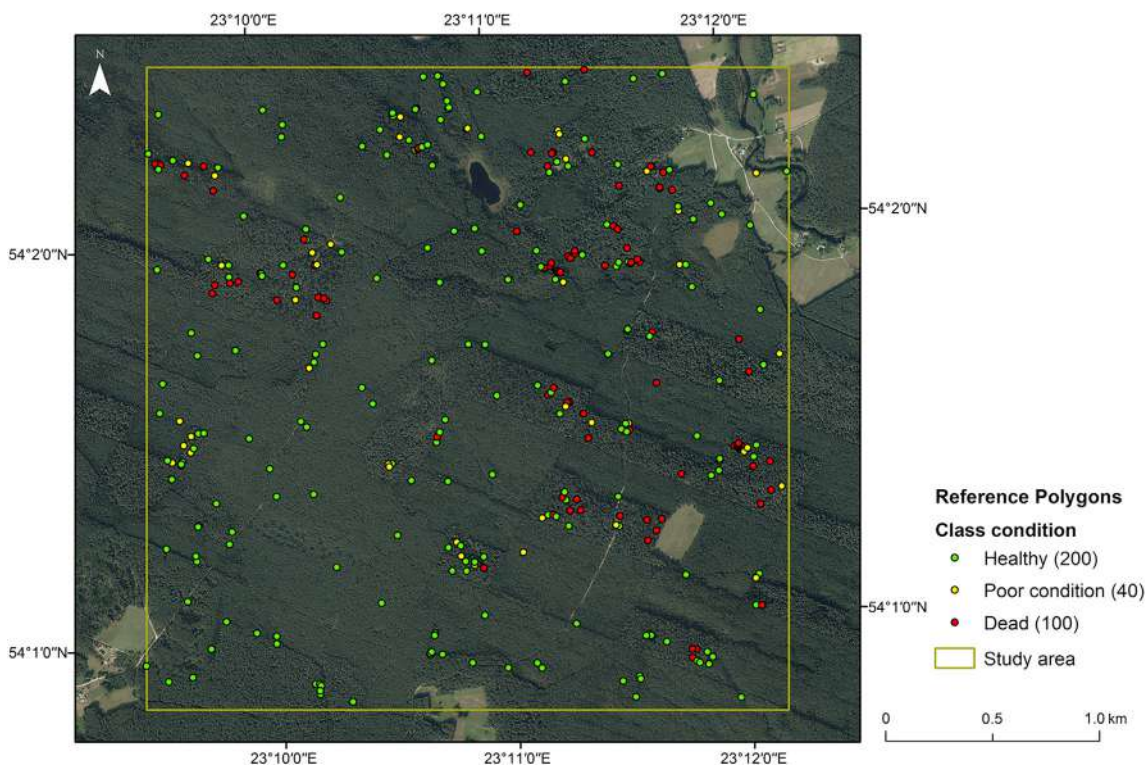 23°10'0"E
23°11'0"E
23°12'0"E
N
54°2'0"N
54°2'0"N
Reference Polygons
Class condition
Healthy (200)
Poor condition (40)
Dead (100)
Study area
54°1'0"N
54°1'0"N
0 0.5 1.0 km
23°10'0"E
23°11'0"E
23°12'0"E